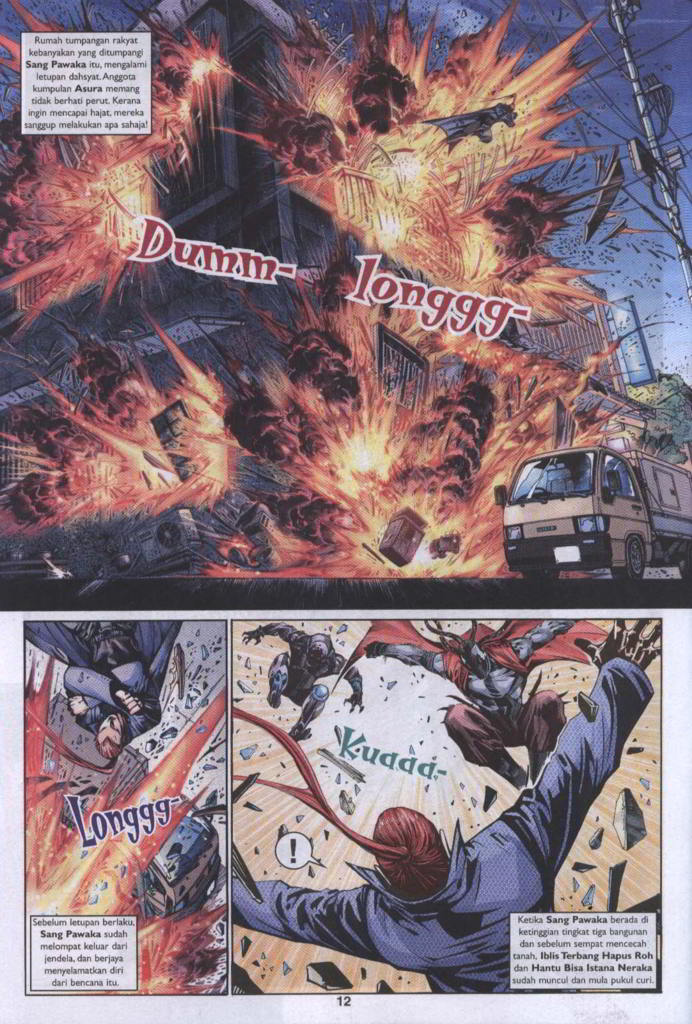 Rumah tumpangan rakyat
kebanyakan yang ditumpangi
Sang Pawaka itu, mengalami
letupan dahsyat. Anggota
kumpulan Asura memang
tidak berhati perut. Kerana
ingin mencapai hajat, mereka
sanggup melakukan apa sahaja!
Dumm-
longgg-
Longgg-
Sebelum letupan berlaku,
Sang Pawaka sudah
melompat keluar dari
jendela, dan berjaya
menyelamatkan diri
dari bencana itu.
Kuaaa-
!
Ketika Sang Pawaka berada di
ketinggian tingkat tiga bangunan
dan sebelum sempat mencecah
tanah, Iblis Terbang Hapus Roh
dan Hantu Bisa Istana Neraka
sudah muncul dan mula pukul curi.
12